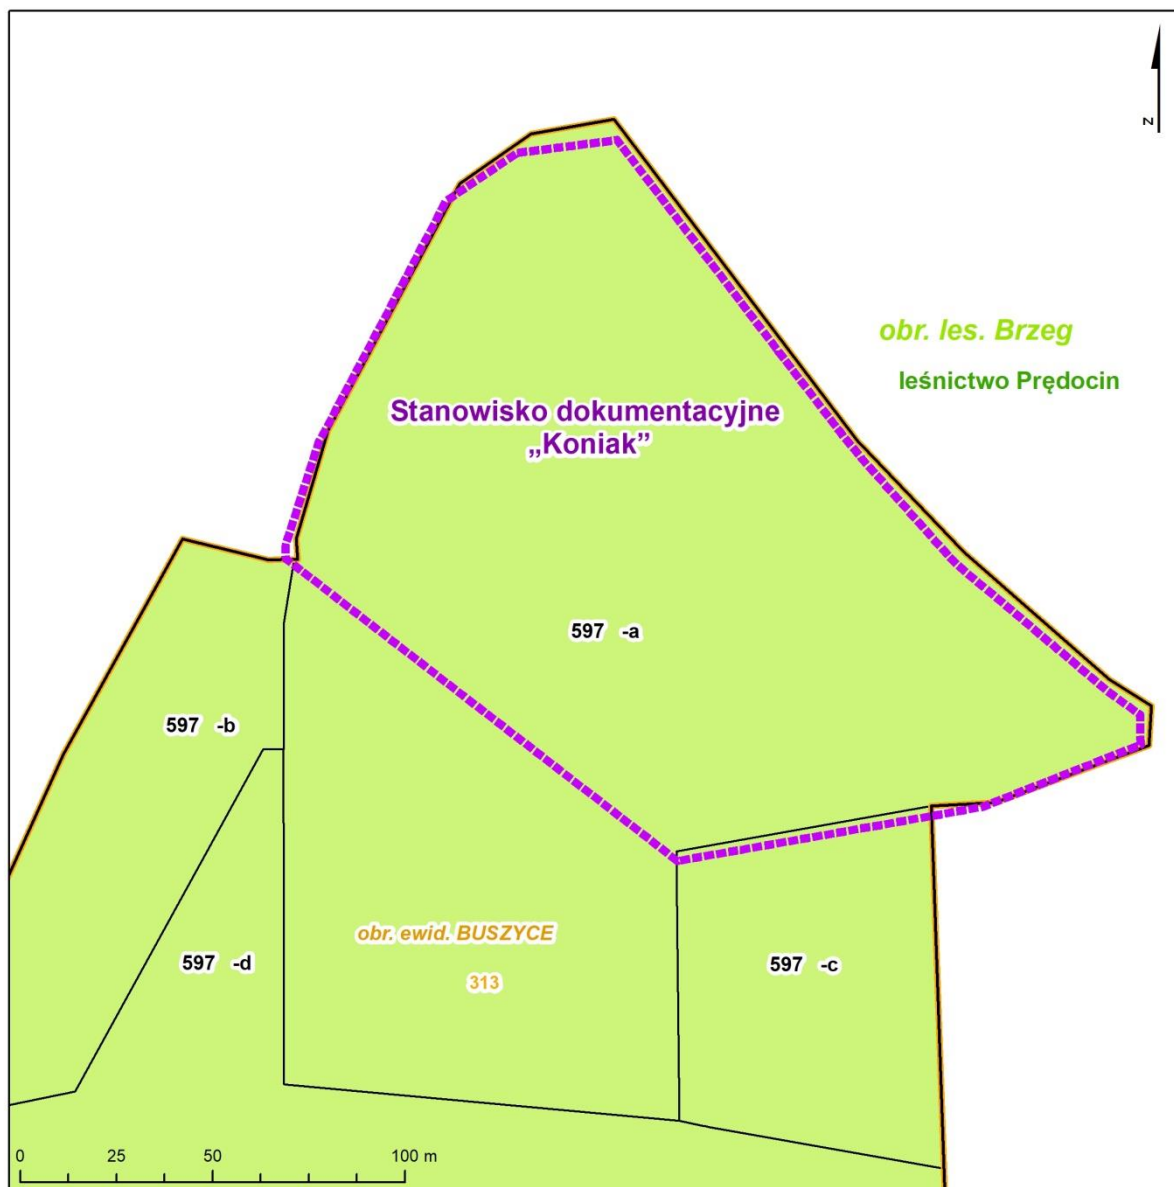 N
obr. les. Brzeg
leśnictwo Prędocin
Stanowisko dokumentacyjne
„Koniak”
597 -a
597 -b
obr. ewid. BUSZYCE
597 -d
597 -c
313
0 25 50 100 m